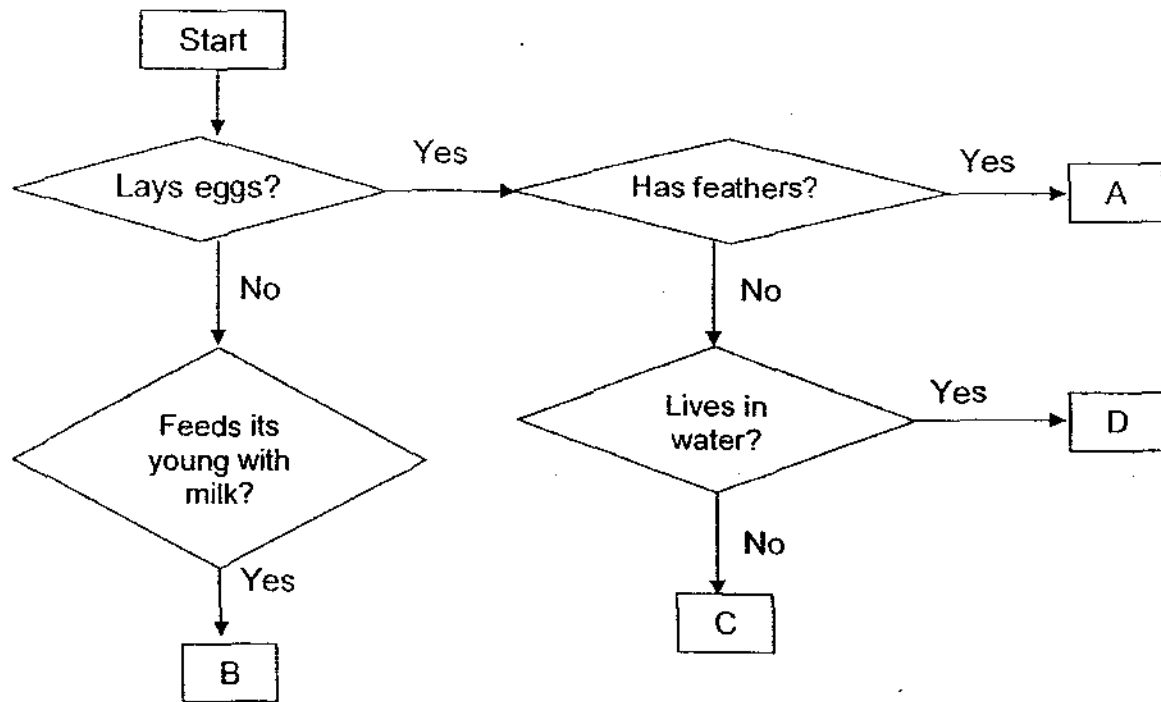 Start
Lays eggs?
Yes
Has feathers?
Yes
A
No
No
Feeds its
young with
milk?
Lives in
water?
Yes
D
Yes
No
B
C